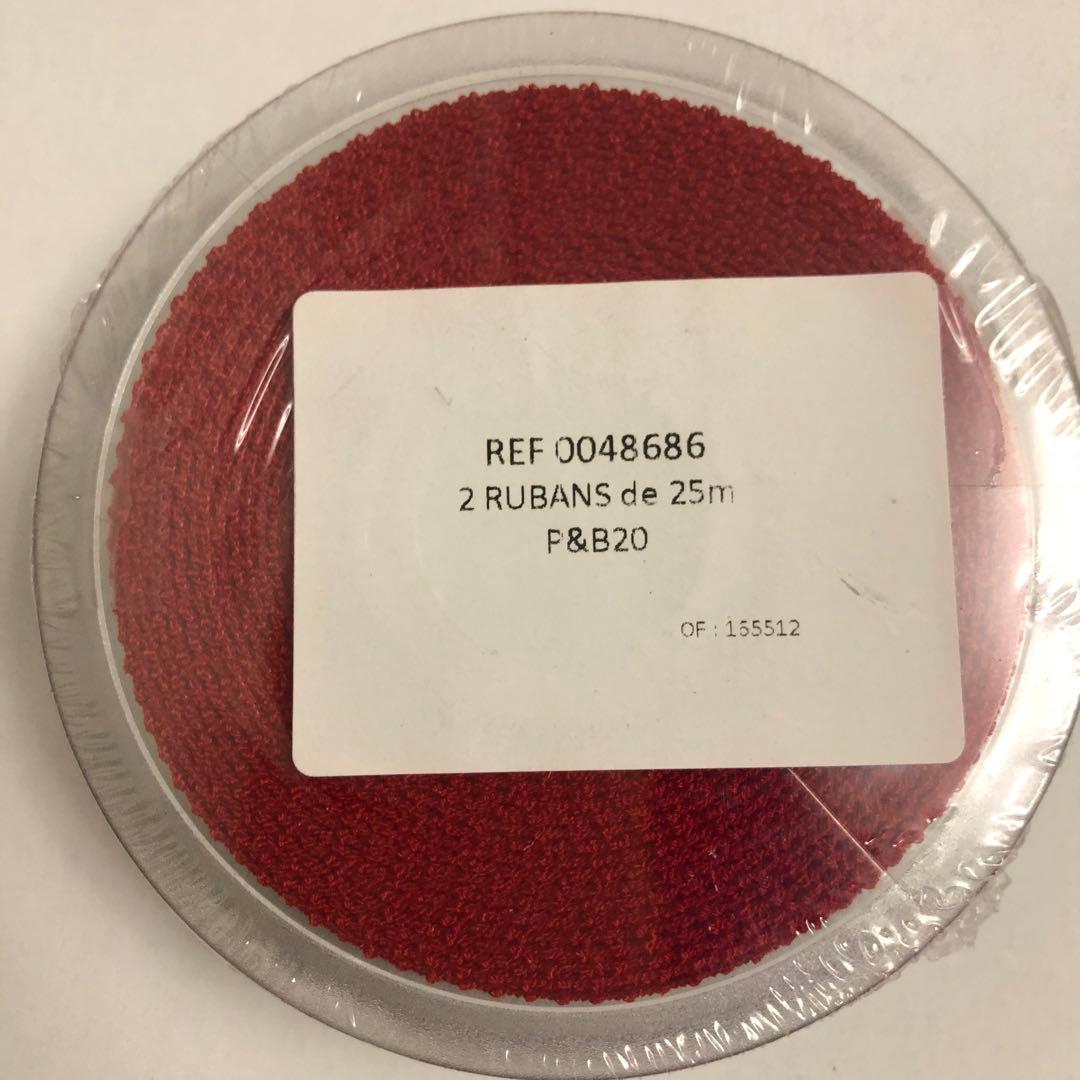 REF 0048686
2 RUBANS de 25m
P&B20
OF : 155512